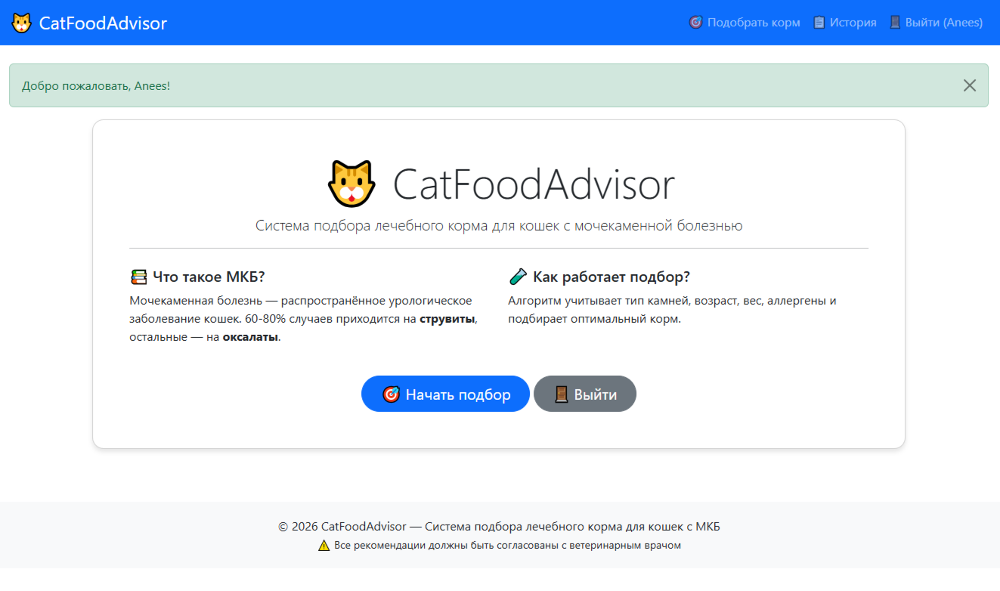 CatFoodAdvisor
Подобрать корм
История
Выйти (Anees)
Добро пожаловать, Anees!
CatFoodAdvisor
Система подбора лечебного корма для кошек с мочекаменной болезнью
Что такое МКБ?
Мочекаменная болезнь — распространённое урологическое
заболевание кошек. 60-80% случаев приходится на струвиты,
остальные — на оксалаты.
Как работает подбор?
Алгоритм учитывает тип камней, возраст, вес, аллергены и
подбирает оптимальный корм.
Начать подбор
Выйти
© 2026 CatFoodAdvisor — Система подбора лечебного корма для кошек с МКБ
Все рекомендации должны быть согласованы с ветеринарным врачом